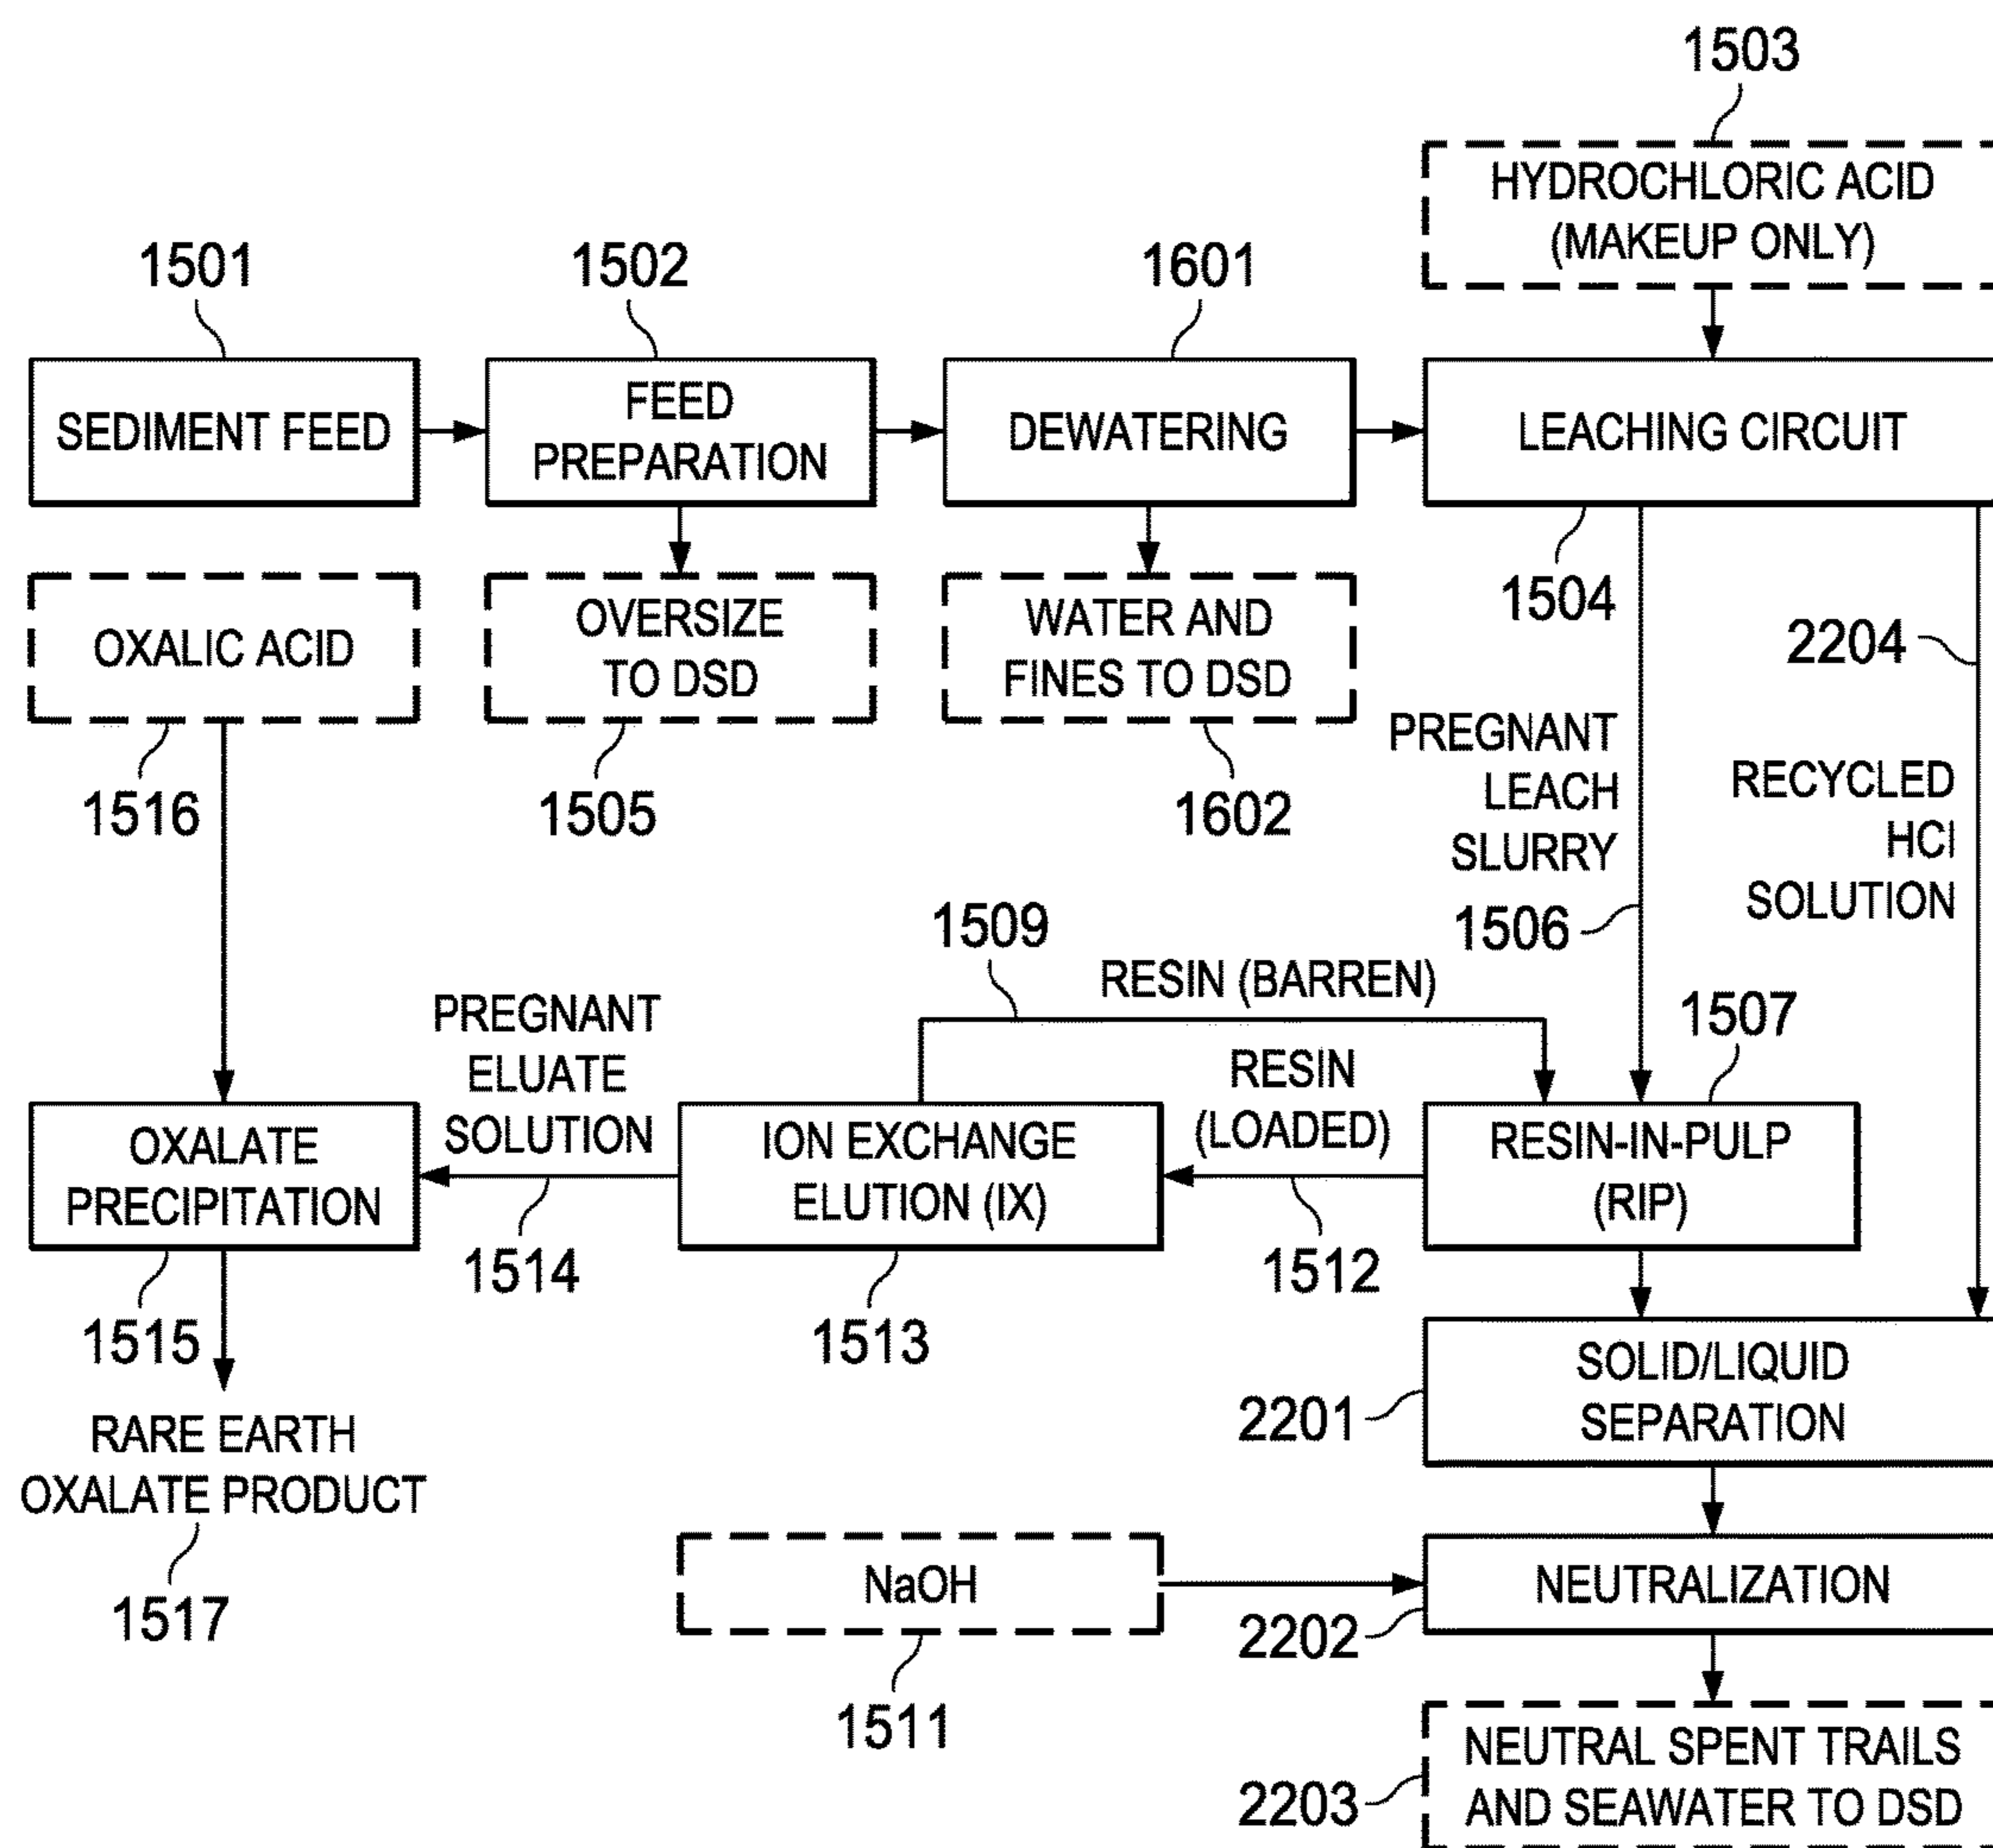 1503
HYDROCHLORIC ACID
(MAKEUP ONLY)
1501
1502
1601
SEDIMENT FEED
FEED
PREPARATION
DEWATERING
LEACHING CIRCUIT
1504
2204
OXALIC ACID
1516
OVERSIZE
TO DSD
1505
WATER AND
FINES TO DSD
1602
PREGNANT
LEACH
SLURRY
1506
RECYCLED
HCl
SOLUTION
1509
RESIN (BARREN)
1507
PREGNANT
ELUATE
SOLUTION
1514
RESIN
(LOADED)
1512
OXALATE
PRECIPITATION
1515
ION EXCHANGE
ELUTION (IX)
1513
RESIN-IN-PULP
(RIP)
SOLID/LIQUID
SEPARATION
2201
RARE EARTH
OXALATE PRODUCT
1517
NaOH
1511
NEUTRALIZATION
2202
NEUTRAL SPENT TRAILS
AND SEAWATER TO DSD
2203